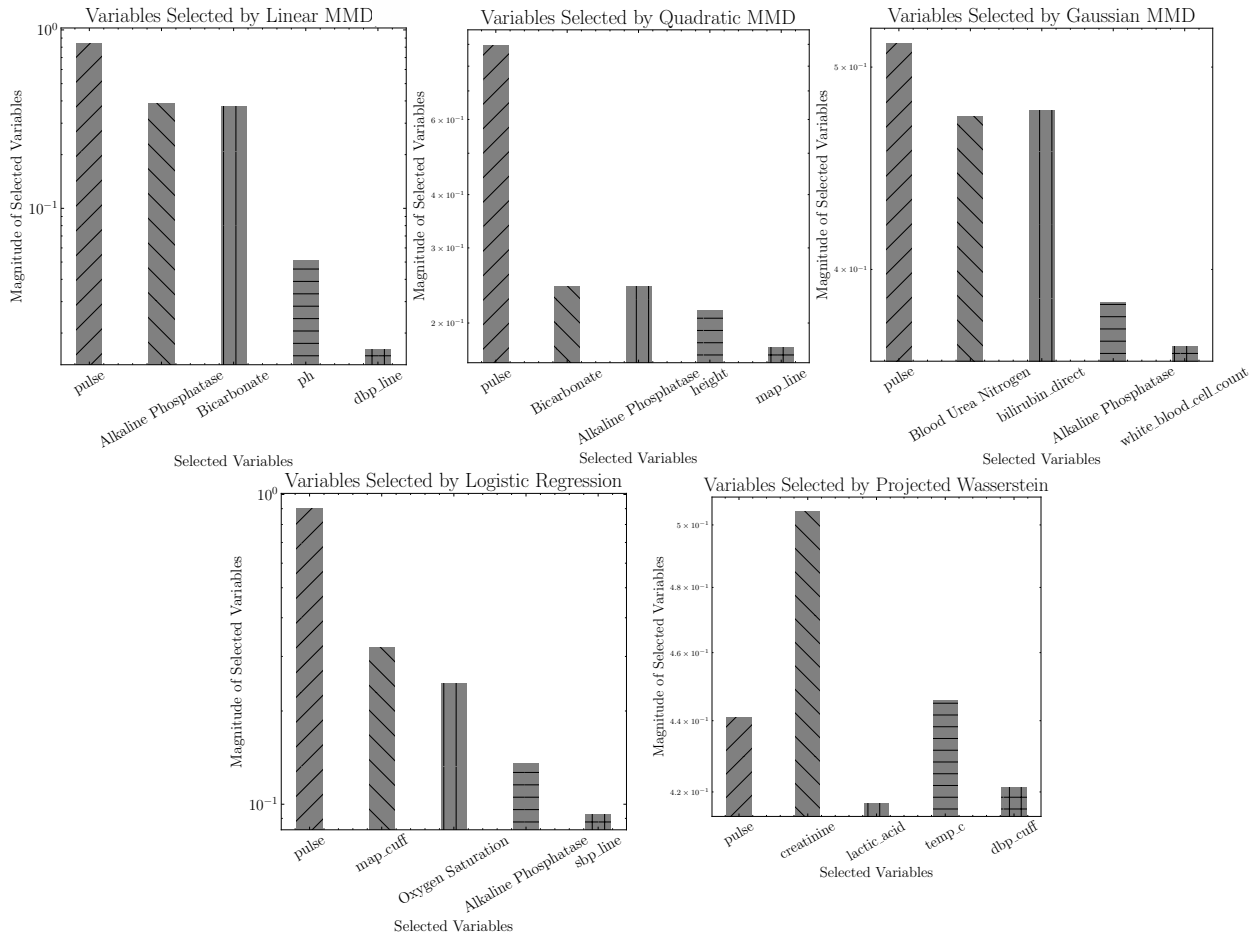 Variables Selected by Linear MMD
Magnitude of Selected Variables
10⁰
10⁻¹
pulse
Alkaline Phosphatase
Bicarbonate
ph
dbp_line
Selected Variables
Variables Selected by Quadratic MMD
Magnitude of Selected Variables
6 × 10⁻¹
4 × 10⁻¹
3 × 10⁻¹
2 × 10⁻¹
pulse
Bicarbonate
Alkaline Phosphatase
height
map_line
Selected Variables
Variables Selected by Gaussian MMD
Magnitude of Selected Variables
5 × 10⁻¹
4 × 10⁻¹
pulse
Blood Urea Nitrogen
bilirubin_direct
Alkaline Phosphatase
white_blood_cell_count
Selected Variables
Variables Selected by Logistic Regression
Magnitude of Selected Variables
10⁰
10⁻¹
pulse
map_cuff
Oxygen Saturation
Alkaline Phosphatase
sbp_line
Selected Variables
Variables Selected by Projected Wasserstein
Magnitude of Selected Variables
5 × 10⁻¹
4.8 × 10⁻¹
4.6 × 10⁻¹
4.4 × 10⁻¹
4.2 × 10⁻¹
pulse
creatinine
lactic_acid
temp_c
dbp_cuff
Selected Variables